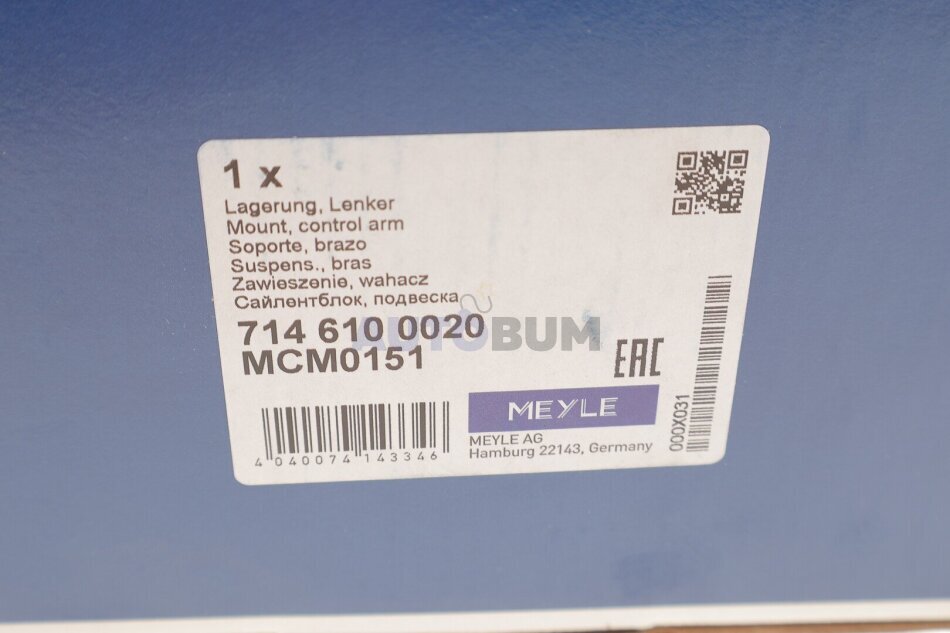 1 x
Lagerung, Lenker
Mount, control arm
Soporte, brazo
Suspens., bras
Zawieszenie, wahacz
Сайлентблок, подвеска
714 610 0020
AUTOBUM
MCM0151
EAC
MEYLE
MEYLE AG
Hamburg 22143, Germany
4 040074 143346
000X031